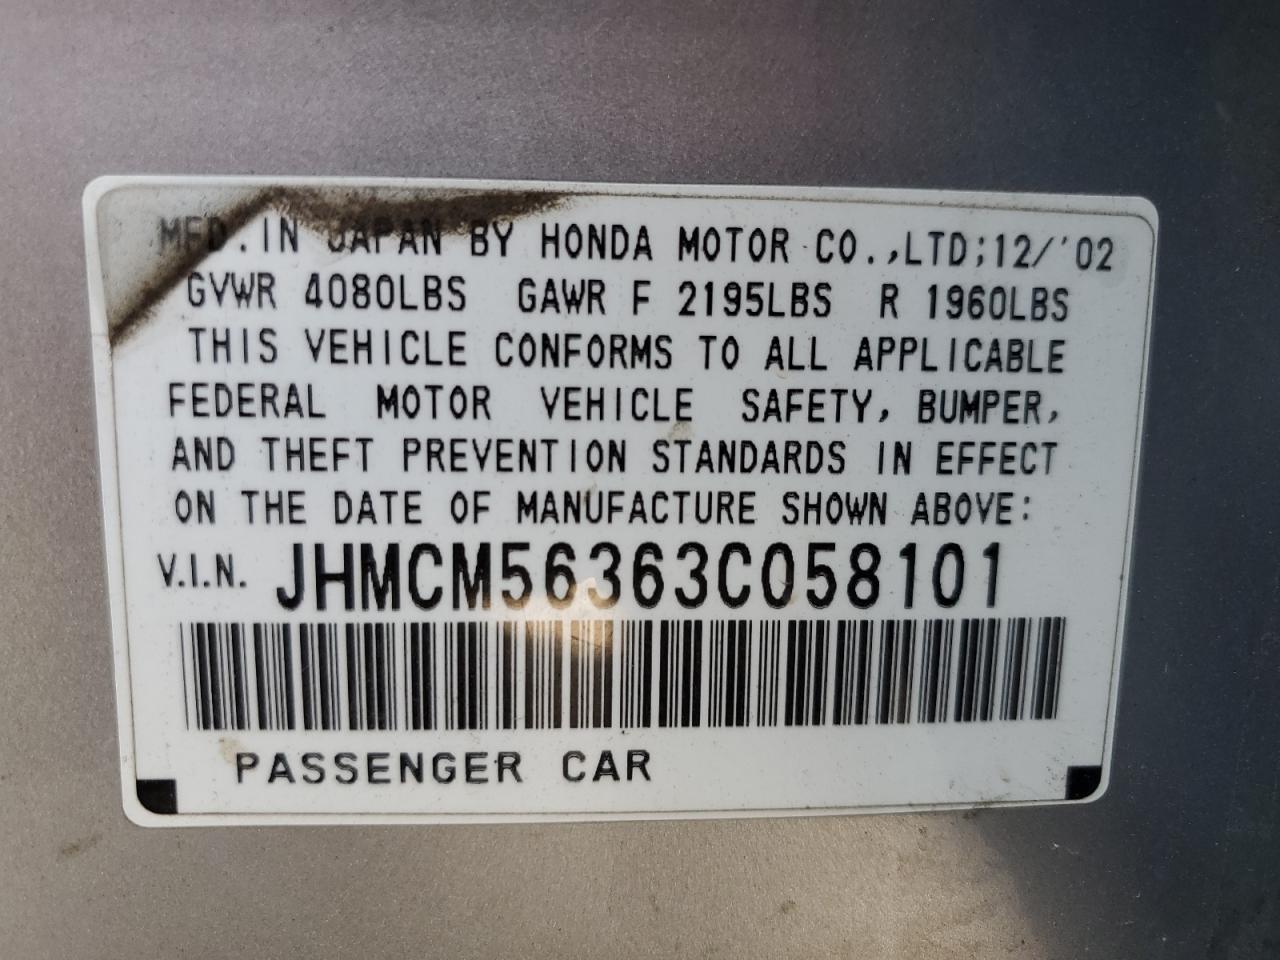 MFD. IN JAPAN BY HONDA MOTOR CO.,LTD;12/'02
GVWR 4080LBS GAWR F 2195LBS R 1960LBS
THIS VEHICLE CONFORMS TO ALL APPLICABLE
FEDERAL MOTOR VEHICLE SAFETY, BUMPER,
AND THEFT PREVENTION STANDARDS IN EFFECT
ON THE DATE OF MANUFACTURE SHOWN ABOVE:
V.I.N. JHMCM56363C058101
PASSENGER CAR